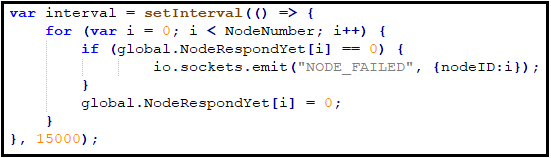 var interval = setInterval(() => {
    for (var i = 0; i < NodeNumber; i++) {
        if (global.NodeRespondYet[i] == 0) {
                io.sockets.emit("NODE_FAILED", {nodeID:i});
        }
        global.NodeRespondYet[i] = 0;
    }
}, 15000);